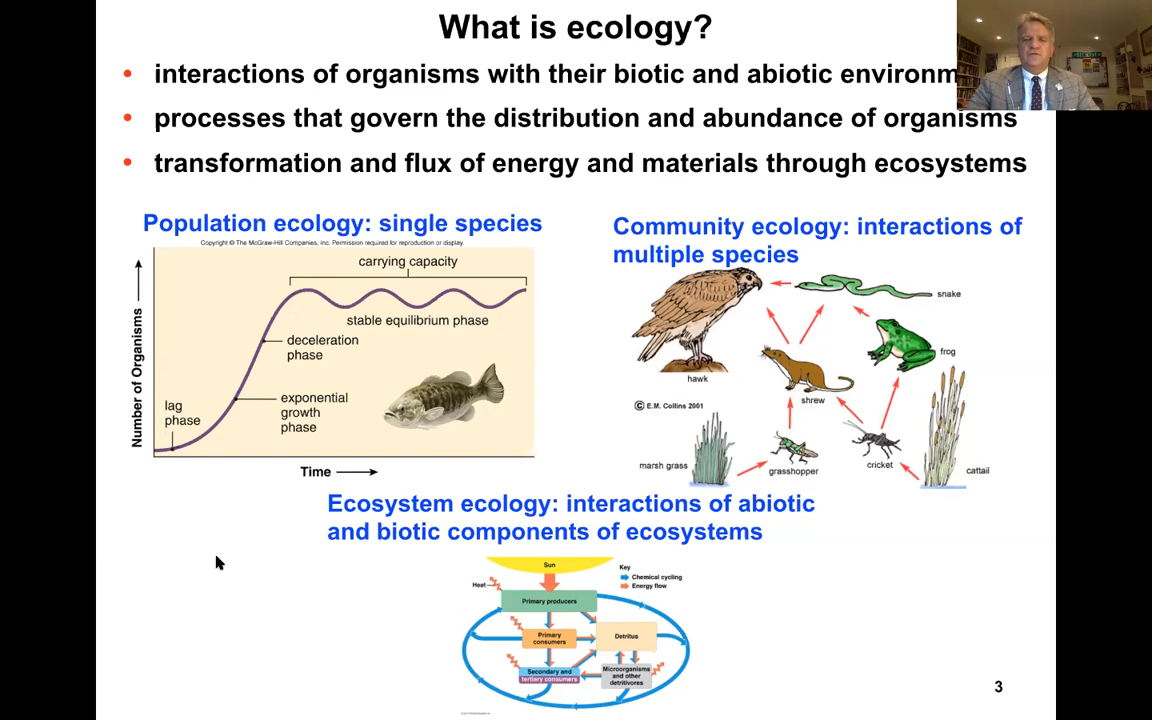 What is ecology?
• interactions of organisms with their biotic and abiotic environm
• processes that govern the distribution and abundance of organisms
• transformation and flux of energy and materials through ecosystems
Population ecology: single species
Copyright © The McGraw-Hill Companies, Inc. Permission required for reproduction or display.
carrying capacity
stable equilibrium phase
deceleration
phase
exponential
growth
phase
lag
phase
Number of Organisms
Time
Community ecology: interactions of
multiple species
snake
frog
hawk
shrew
© E.M. Collins 2001
marsh grass
grasshopper
cricket
cattail
Ecosystem ecology: interactions of abiotic
and biotic components of ecosystems
Sun
Key
Chemical cycling
Energy flow
Heat
Primary producers
Primary
consumers
Detritus
Secondary and
tertiary consumers
Microorganisms
and other
detritivores
3